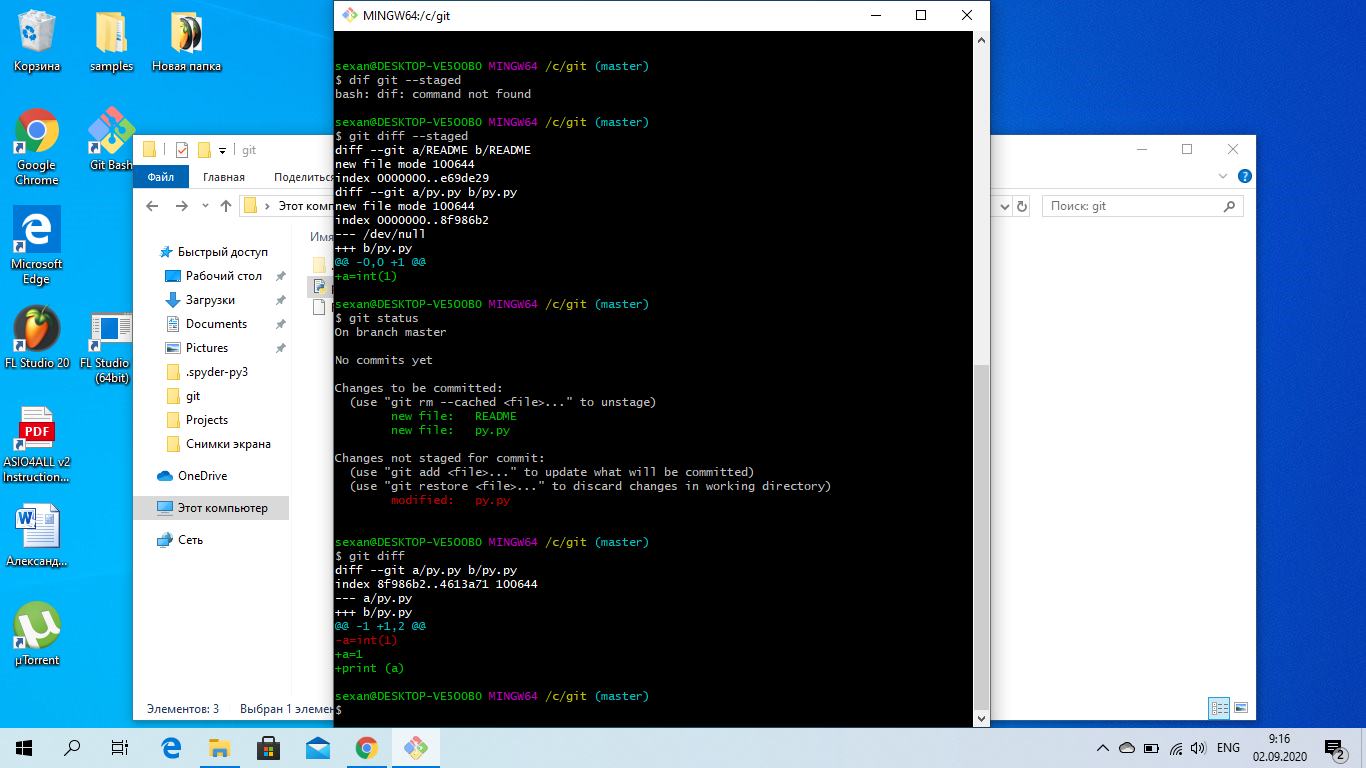 Корзина
samples
Новая папка
Google
Chrome
Git Bash
Microsoft
Edge
FL Studio 20
FL Studio
(64bit)
ASIO4ALL v2
Instruction...
Александ...
µTorrent
MINGW64:/c/git
sexan@DESKTOP-VE5OOBO MINGW64 /c/git (master)
$ dif git --staged
bash: dif: command not found
sexan@DESKTOP-VE5OOBO MINGW64 /c/git (master)
$ git diff --staged
diff --git a/README b/README
new file mode 100644
index 0000000..e69de29
diff --git a/py.py b/py.py
new file mode 100644
index 0000000..8f986b2
--- /dev/null
+++ b/py.py
@@ -0,0 +1 @@
+a=int(1)
sexan@DESKTOP-VE5OOBO MINGW64 /c/git (master)
$ git status
On branch master
No commits yet
Changes to be committed:
(use "git rm --cached <file>..." to unstage)
new file:   README
new file:   py.py
Changes not staged for commit:
(use "git add <file>..." to update what will be committed)
(use "git restore <file>..." to discard changes in working directory)
modified:   py.py
sexan@DESKTOP-VE5OOBO MINGW64 /c/git (master)
$ git diff
diff --git a/py.py b/py.py
index 8f986b2..4613a71 100644
--- a/py.py
+++ b/py.py
@@ -1 +1,2 @@
-a=int(1)
+a=1
+print (a)
sexan@DESKTOP-VE5OOBO MINGW64 /c/git (master)
$
git
Файл
Главная
Поделиться
Этот комп
Поиск: git
Имя
Быстрый доступ
Рабочий стол
Загрузки
Documents
Pictures
.spyder-py3
git
Projects
Снимки экрана
OneDrive
Этот компьютер
Сеть
Элементов: 3
Выбран 1 элемен
PDF
ENG
9:16
02.09.2020
2